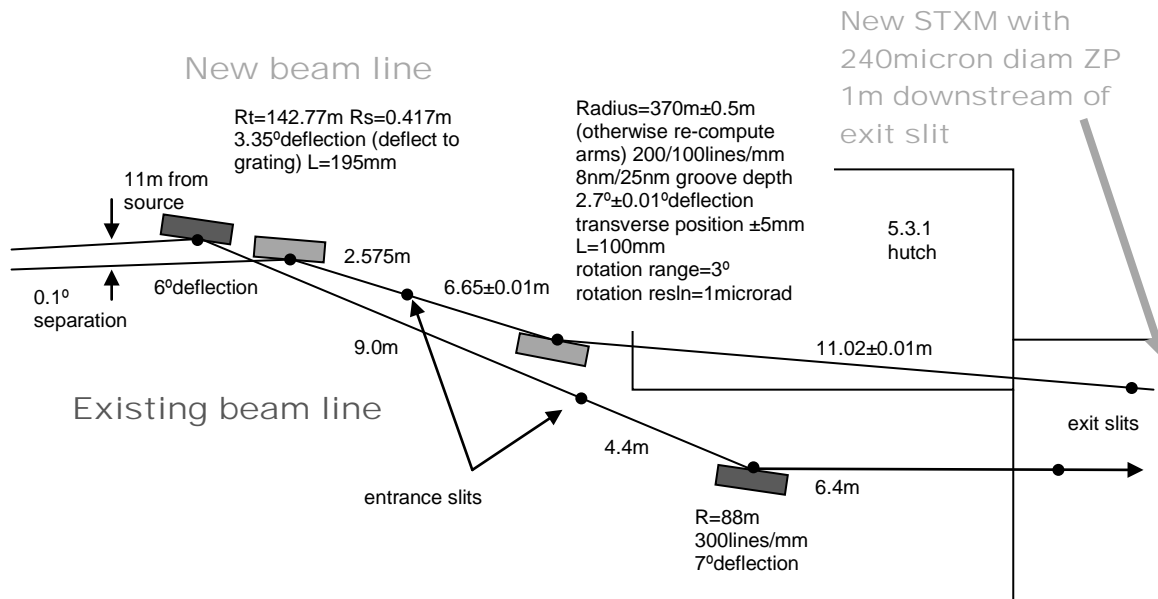 New STXM with
240micron diam ZP
1m downstream of
exit slit
New beam line
Rt=142.77m Rs=0.417m
3.35ºdeflection (deflect to
grating) L=195mm
Radius=370m±0.5m
(otherwise re-compute
arms) 200/100lines/mm
8nm/25nm groove depth
2.7º±0.01ºdeflection
transverse position ±5mm
L=100mm
rotation range=3º
rotation resln=1microrad
11m from
source
5.3.1
hutch
2.575m
6ºdeflection
6.65±0.01m
0.1º
separation
9.0m
11.02±0.01m
Existing beam line
exit slits
4.4m
entrance slits
6.4m
R=88m
300lines/mm
7ºdeflection